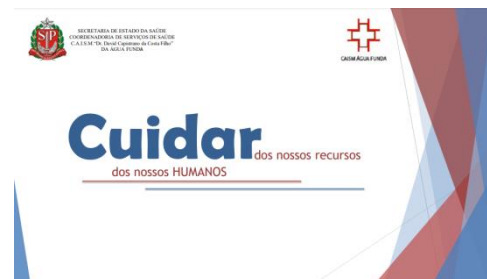 SECRETARIA DE ESTADO DA SAÚDE
COORDENADORIA DE SERVIÇOS DE SAÚDE
C.A.I.S.M "Dr. David Capistrano da Costa Filho"
DA ÁGUA FUNDA
CAISM ÁGUA FUNDA
Cuidar dos nossos recursos
dos nossos HUMANOS